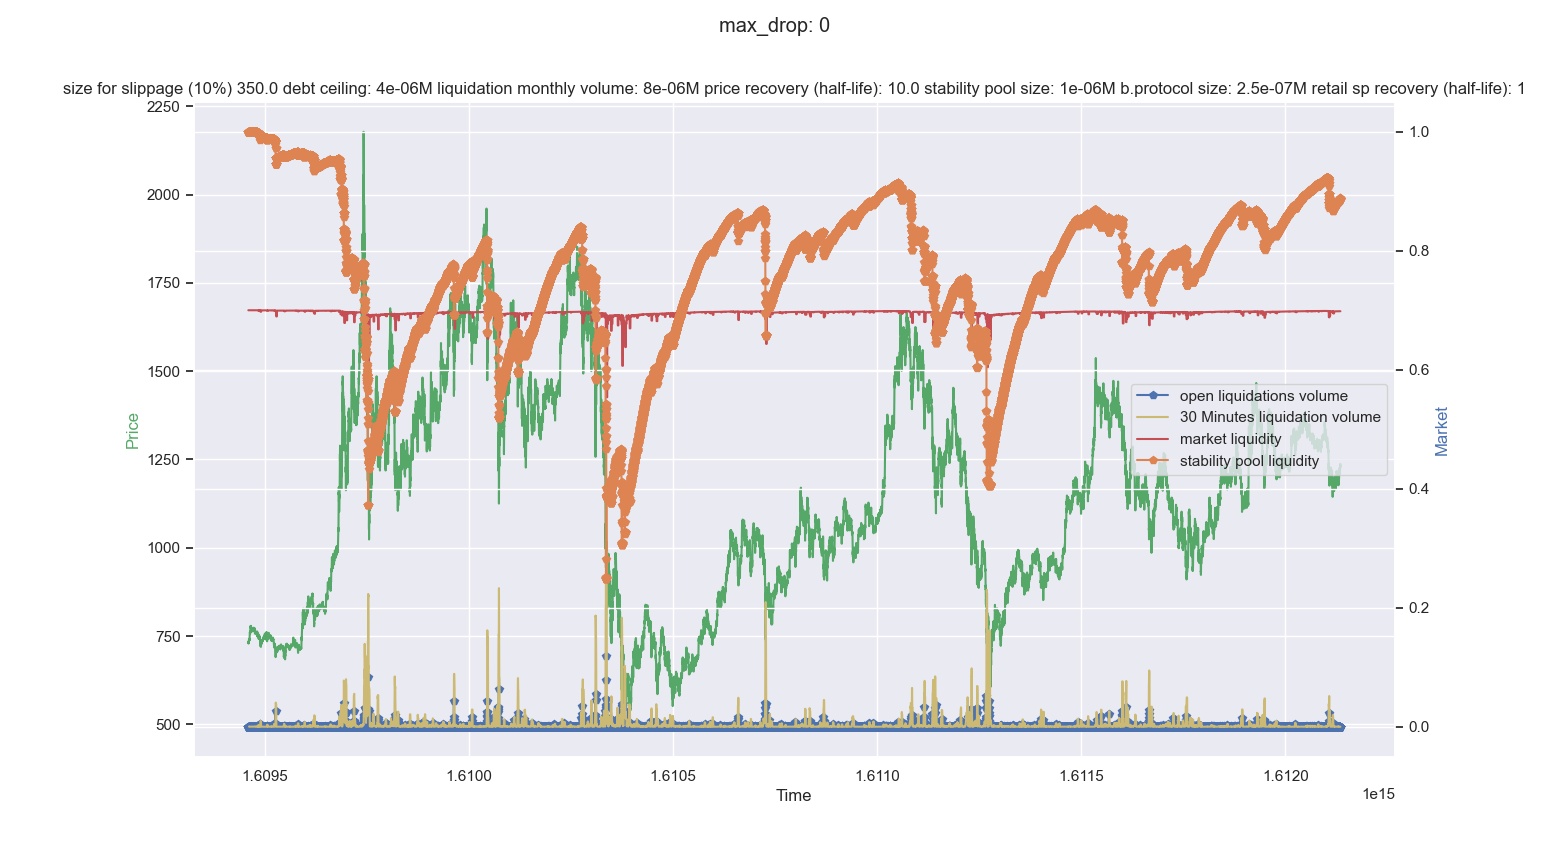 max_drop: 0
size for slippage (10%) 350.0 debt ceiling: 4e-06M liquidation monthly volume: 8e-06M price recovery (half-life): 10.0 stability pool size: 1e-06M b.protocol size: 2.5e-07M retail sp recovery (half-life): 1
2250
2000
1750
1500
1250
1000
750
500
Price
1.0
0.8
0.6
0.4
0.2
0.0
Market
open liquidations volume
30 Minutes liquidation volume
market liquidity
stability pool liquidity
1.6095 1.6100 1.6105 1.6110 1.6115 1.6120
Time
1e15